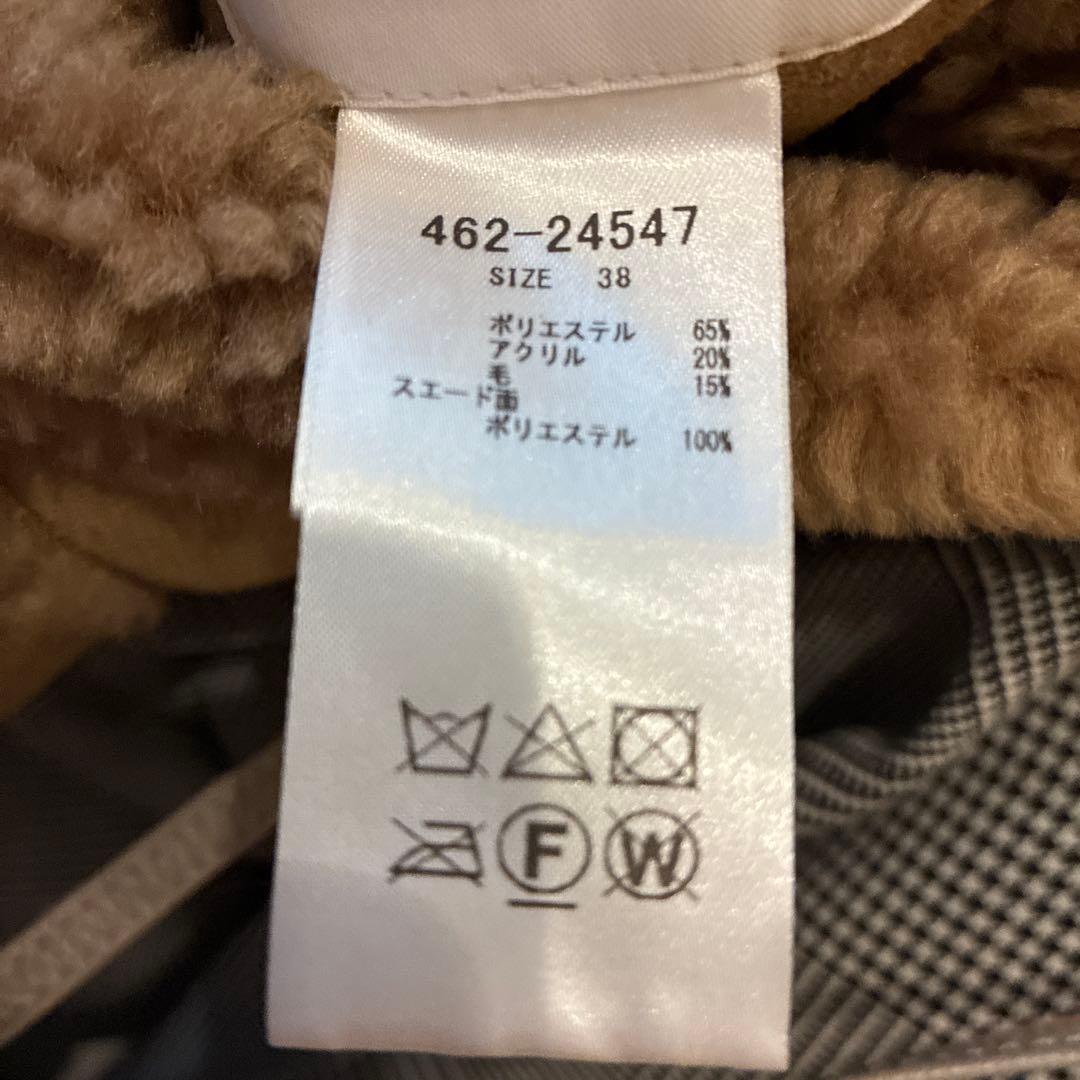 462-24547
SIZE 38
ポリエステル 65%
アクリル 20%
毛 15%
スエード面
ポリエステル 100%
F W